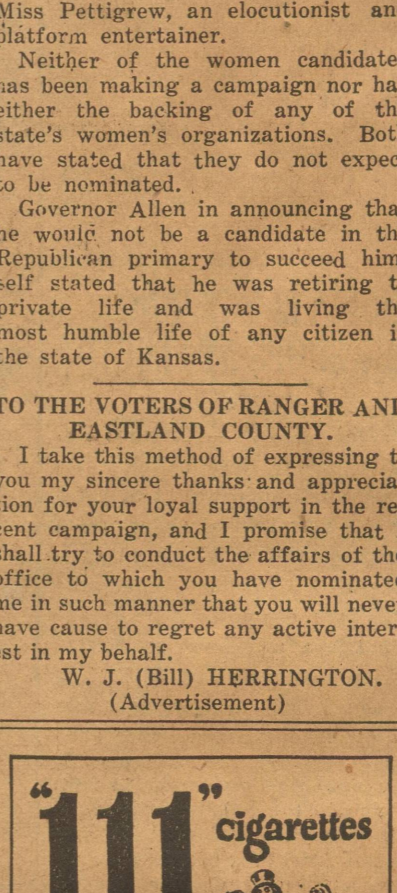 Miss Pettigrew, an elocutionist an
platform entertainer.
Neither of the women candidate
has been making a campaign nor ha
either the backing of any of th
state's women's organizations. Bot
have stated that they do not expec
to be nominated.
Governor Allen in announcing tha
he would not be a candidate in th
Republican primary to succeed him
self stated that he was retiring t
private life and was living th
most humble life of any citizen i
the state of Kansas.
TO THE VOTERS OF RANGER AND
EASTLAND COUNTY.
I take this method of expressing t
you my sincere thanks and apprecia
tion for your loyal support in the re
cent campaign, and I promise that
shall try to conduct the affairs of the
office to which you have nominated
me in such manner that you will never
have cause to regret any active inter
est in my behalf.
W. J. (Bill) HERRINGTON.
(Advertisement)
"111" cigarettes